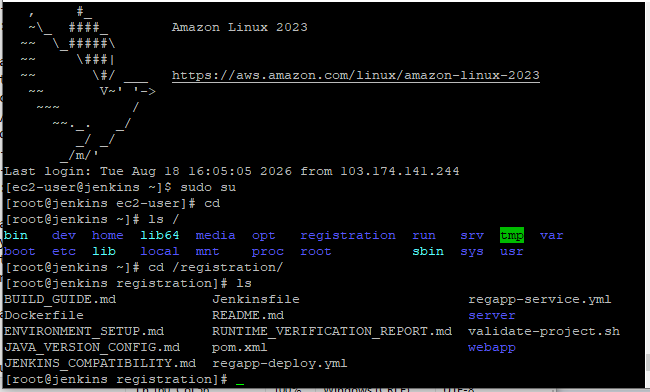 ,     #_
   ~\_  ####_        Amazon Linux 2023
  ~~  \_#####\
  ~~     \###|
  ~~       \#/ ___   https://aws.amazon.com/linux/amazon-linux-2023
   ~~       V~' '->
    ~~~         /
      ~~._.   _/
         _/ _/
       _/m/'
Last login: Tue Aug 18 16:05:05 2026 from 103.174.141.244
[ec2-user@jenkins ~]$ sudo su
[root@jenkins ec2-user]# cd
[root@jenkins ~]# ls /
bin   dev  home  lib64  media  opt   registration  run   srv  tmp  var
boot  etc  lib   local  mnt    proc  root          sbin  sys  usr
[root@jenkins ~]# cd /registration/
[root@jenkins registration]# ls
BUILD_GUIDE.md            Jenkinsfile                     regapp-service.yml
Dockerfile                README.md                       server
ENVIRONMENT_SETUP.md      RUNTIME_VERIFICATION_REPORT.md  validate-project.sh
JAVA_VERSION_CONFIG.md    pom.xml                         webapp
JENKINS_COMPATIBILITY.md  regapp-deploy.yml
[root@jenkins registration]# _